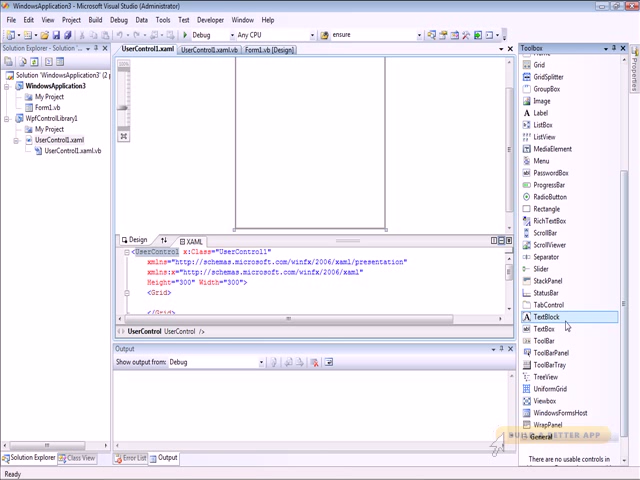 WindowsApplication3 - Microsoft Visual Studio (Administrator)
File Edit View Project Build Debug Data Tools Test Driver Window Help
Debug Any CPU ensure
Solution Explorer - Solution '...
Solution 'WindowsApplication3' (2 p
WindowsApplication3
My Project
Form1.vb
WpfControlLibrary1
My Project
UserControl1.xaml
UserControl1.xaml.vb
UserControl1.xaml UserControl1.xaml.vb Form1.vb [Design]
Design XAML
<UserControl x:Class="UserControl1"
xmlns="http://schemas.microsoft.com/winfx/2006/xaml/presentation"
xmlns:x="http://schemas.microsoft.com/winfx/2006/xaml"
Height="300" Width="300">
<Grid>
UserControl UserControl />
Output
Show output from: Debug
Toolbox
Grid
GridSplitter
GroupBox
Image
Label
ListBox
ListView
MediaElement
Menu
PasswordBox
ProgressBar
RadioButton
Rectangle
RichTextBox
ScrollBar
ScrollViewer
Separator
Slider
StackPanel
StatusBar
TabControl
TextBlock
TextBox
ToolBar
ToolBarPanel
ToolBarTray
TreeView
UniformGrid
Viewbox
WindowsFormsHost
WrapPanel
General
There are no usable controls in
Properties
BUILD A BETTER APP
Solution Explorer Class View
Error List Output
Ready